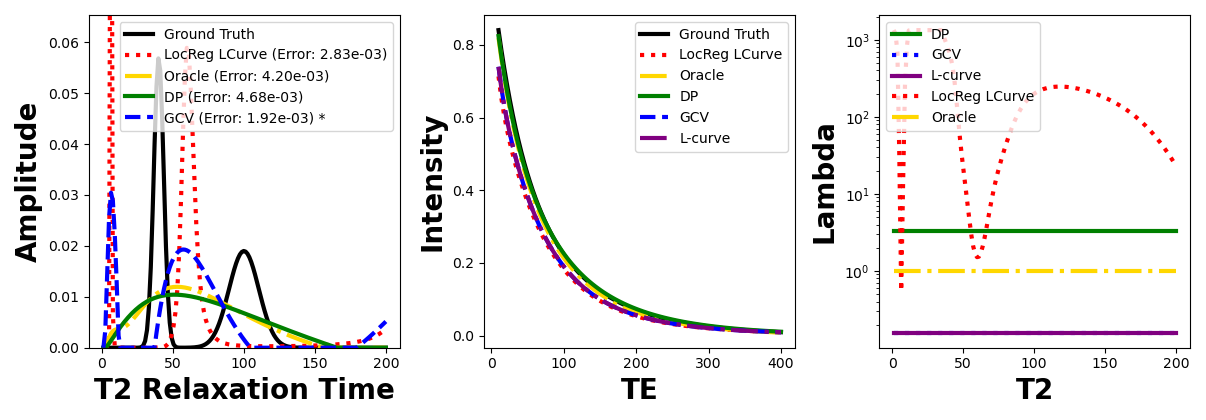 Amplitude
0.06
0.05
0.04
0.03
0.02
0.01
0.00
0 50 100 150 200
T2 Relaxation Time
Ground Truth
LocReg LCurve (Error: 2.83e-03)
Oracle (Error: 4.20e-03)
DP (Error: 4.68e-03)
GCV (Error: 1.92e-03) *
Intensity
0.8
0.6
0.4
0.2
0.0
0 100 200 300 400
TE
Ground Truth
LocReg LCurve
Oracle
DP
GCV
L-curve
Lambda
10³
10²
10¹
10⁰
0 50 100 150 200
T2
DP
GCV
L-curve
LocReg LCurve
Oracle